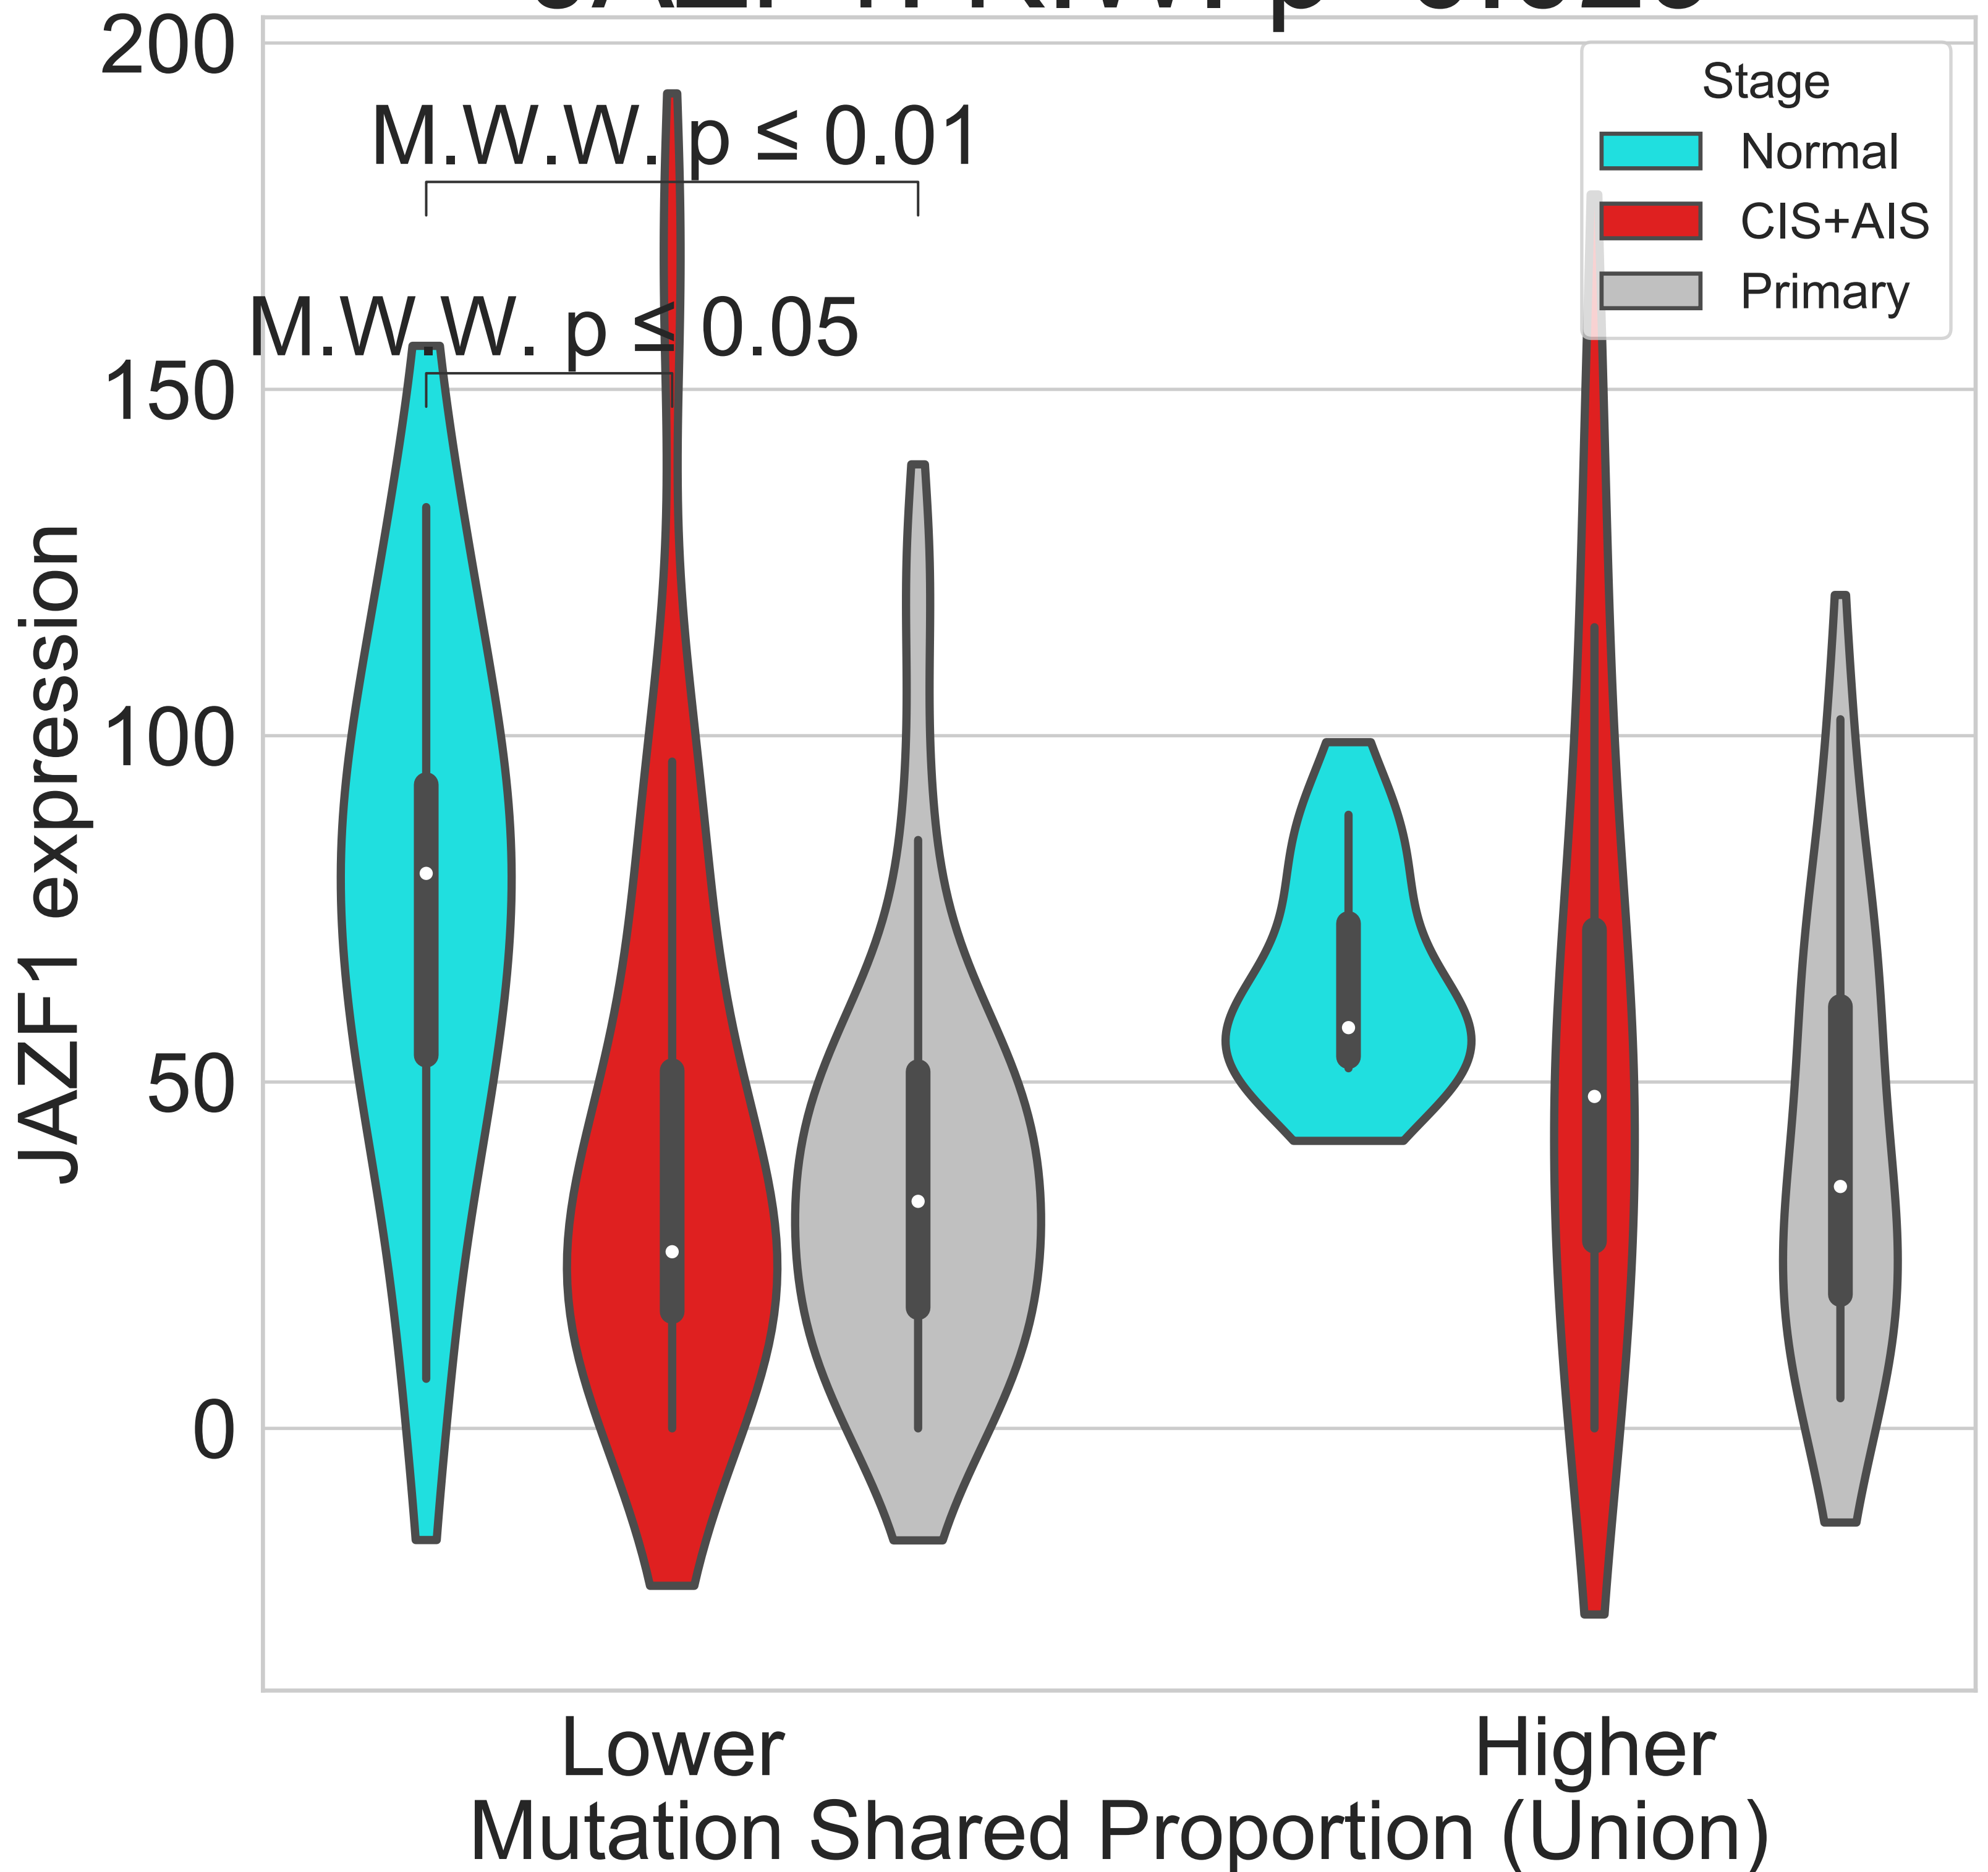 200
M.W.W. p ≤ 0.01
M.W.W. p ≤ 0.05
150
100
50
0
JAZF1 expression
Stage
Normal
CIS+AIS
Primary
Lower
Higher
Mutation Shared Proportion (Union)